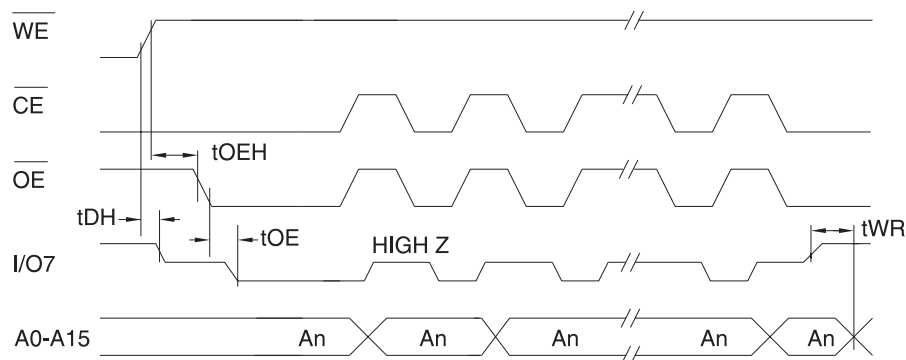 WE
CE
tOEH
OE
tDH
tOE
HIGH Z
tWR
I/O7
A0-A15 An An An An An